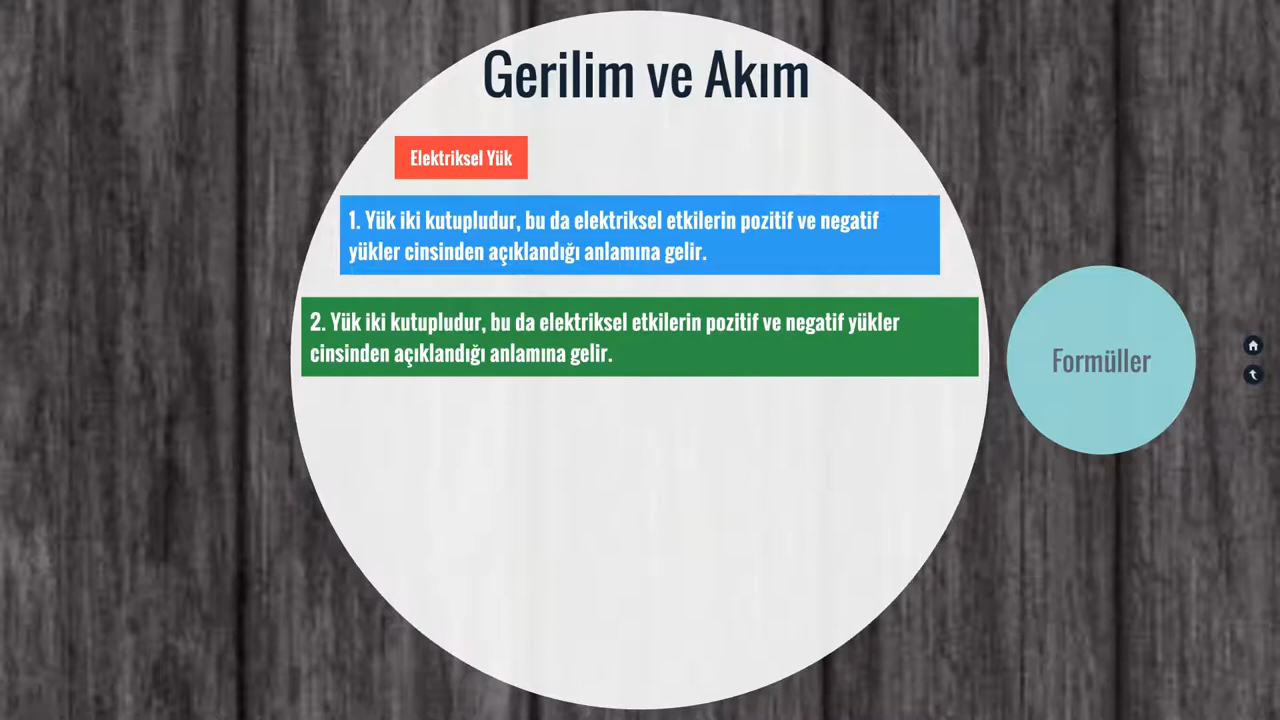 Gerilim ve Akım
Elektriksel Yük
1. Yük iki kutupludur, bu da elektriksel etkilerin pozitif ve negatif
yükler cinsinden açıklandığı anlamına gelir.
2. Yük iki kutupludur, bu da elektriksel etkilerin pozitif ve negatif yükler
cinsinden açıklandığı anlamına gelir.
Formüller